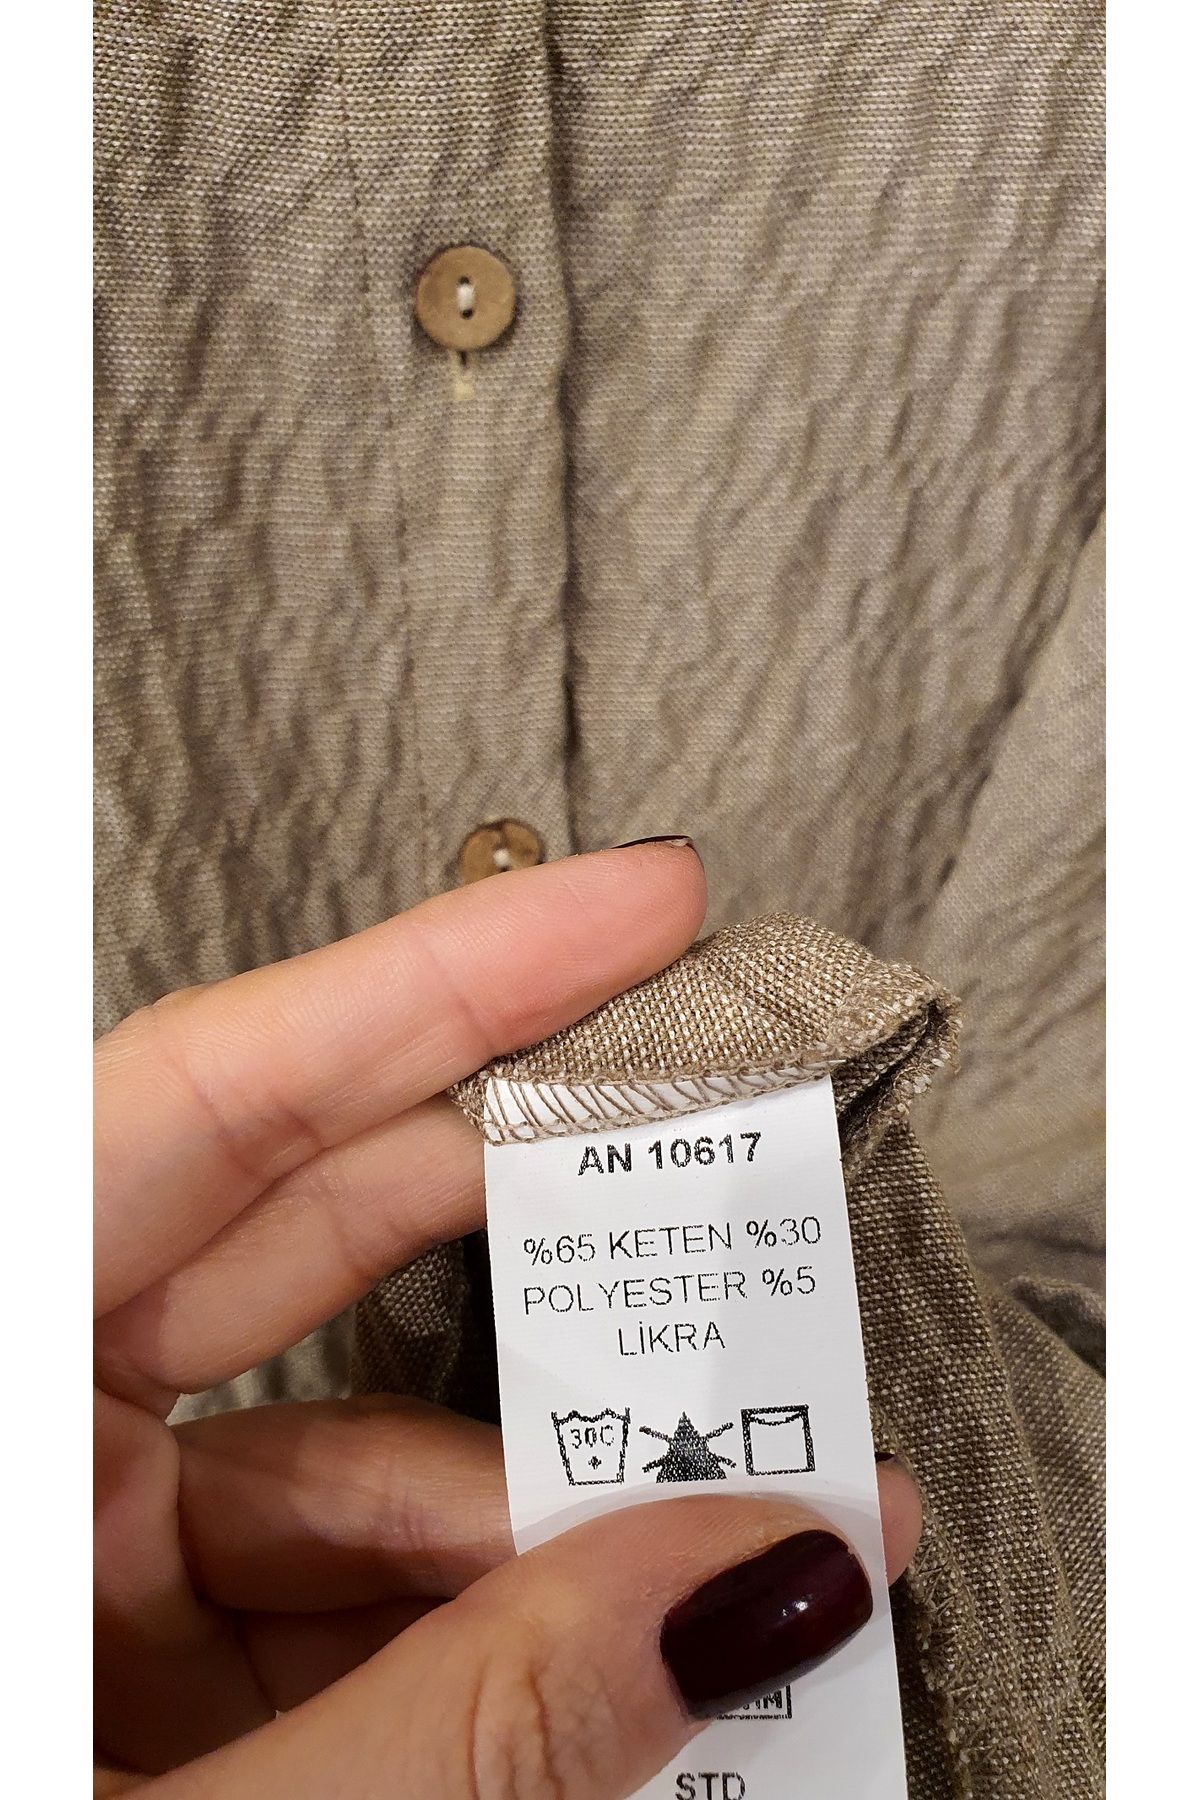 AN 10617
%65 KETEN %30
POLYESTER %5
LİKRA
30C
STD